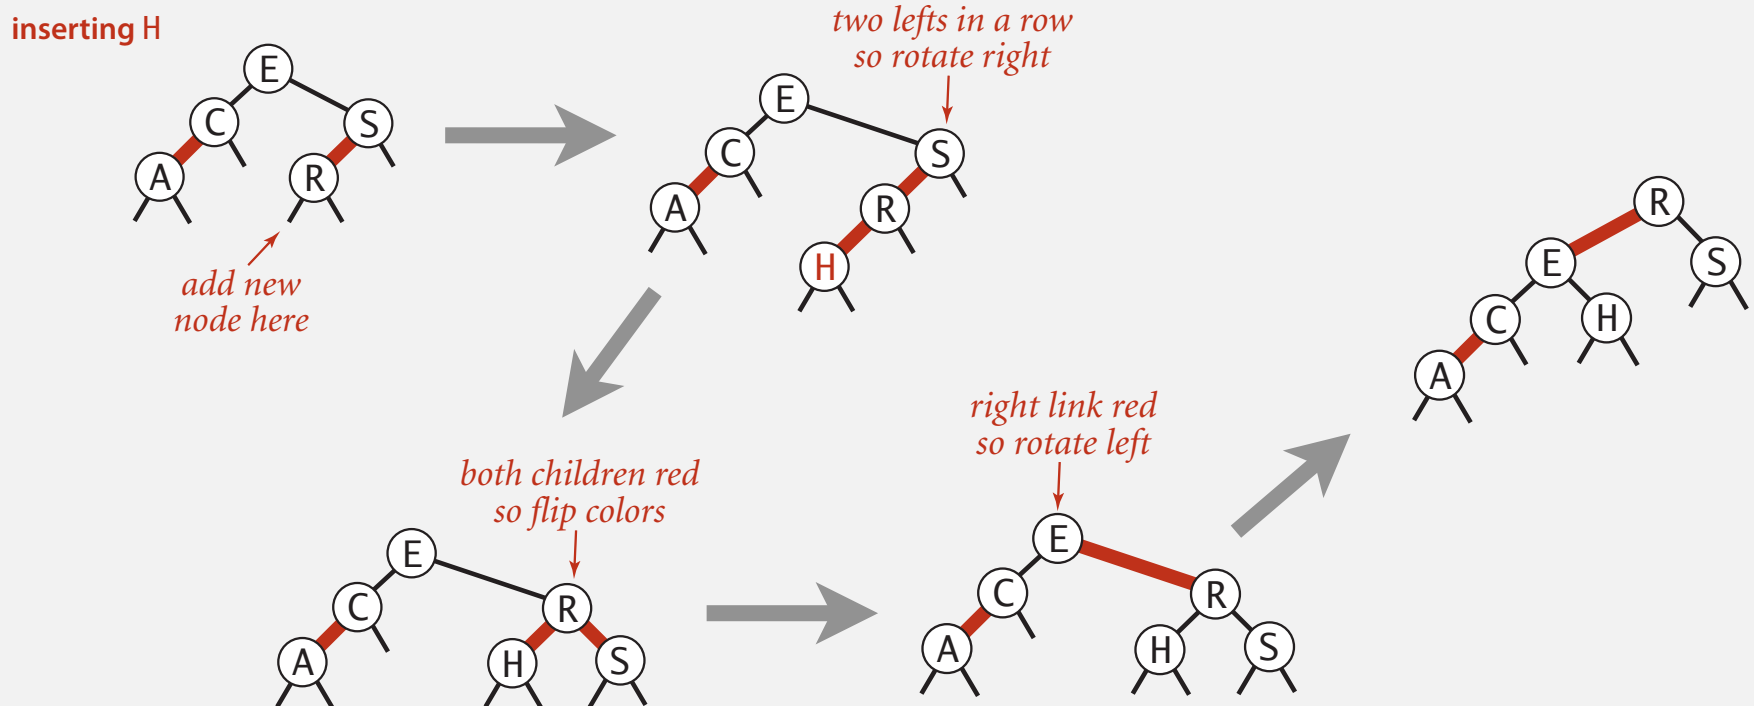 inserting H
E
C
S
A
R
add new
node here
two lefts in a row
so rotate right
E
C
S
A
R
H
both children red
so flip colors
E
C
R
A
H
S
right link red
so rotate left
E
C
R
A
H
S
R
E
S
C
H
A